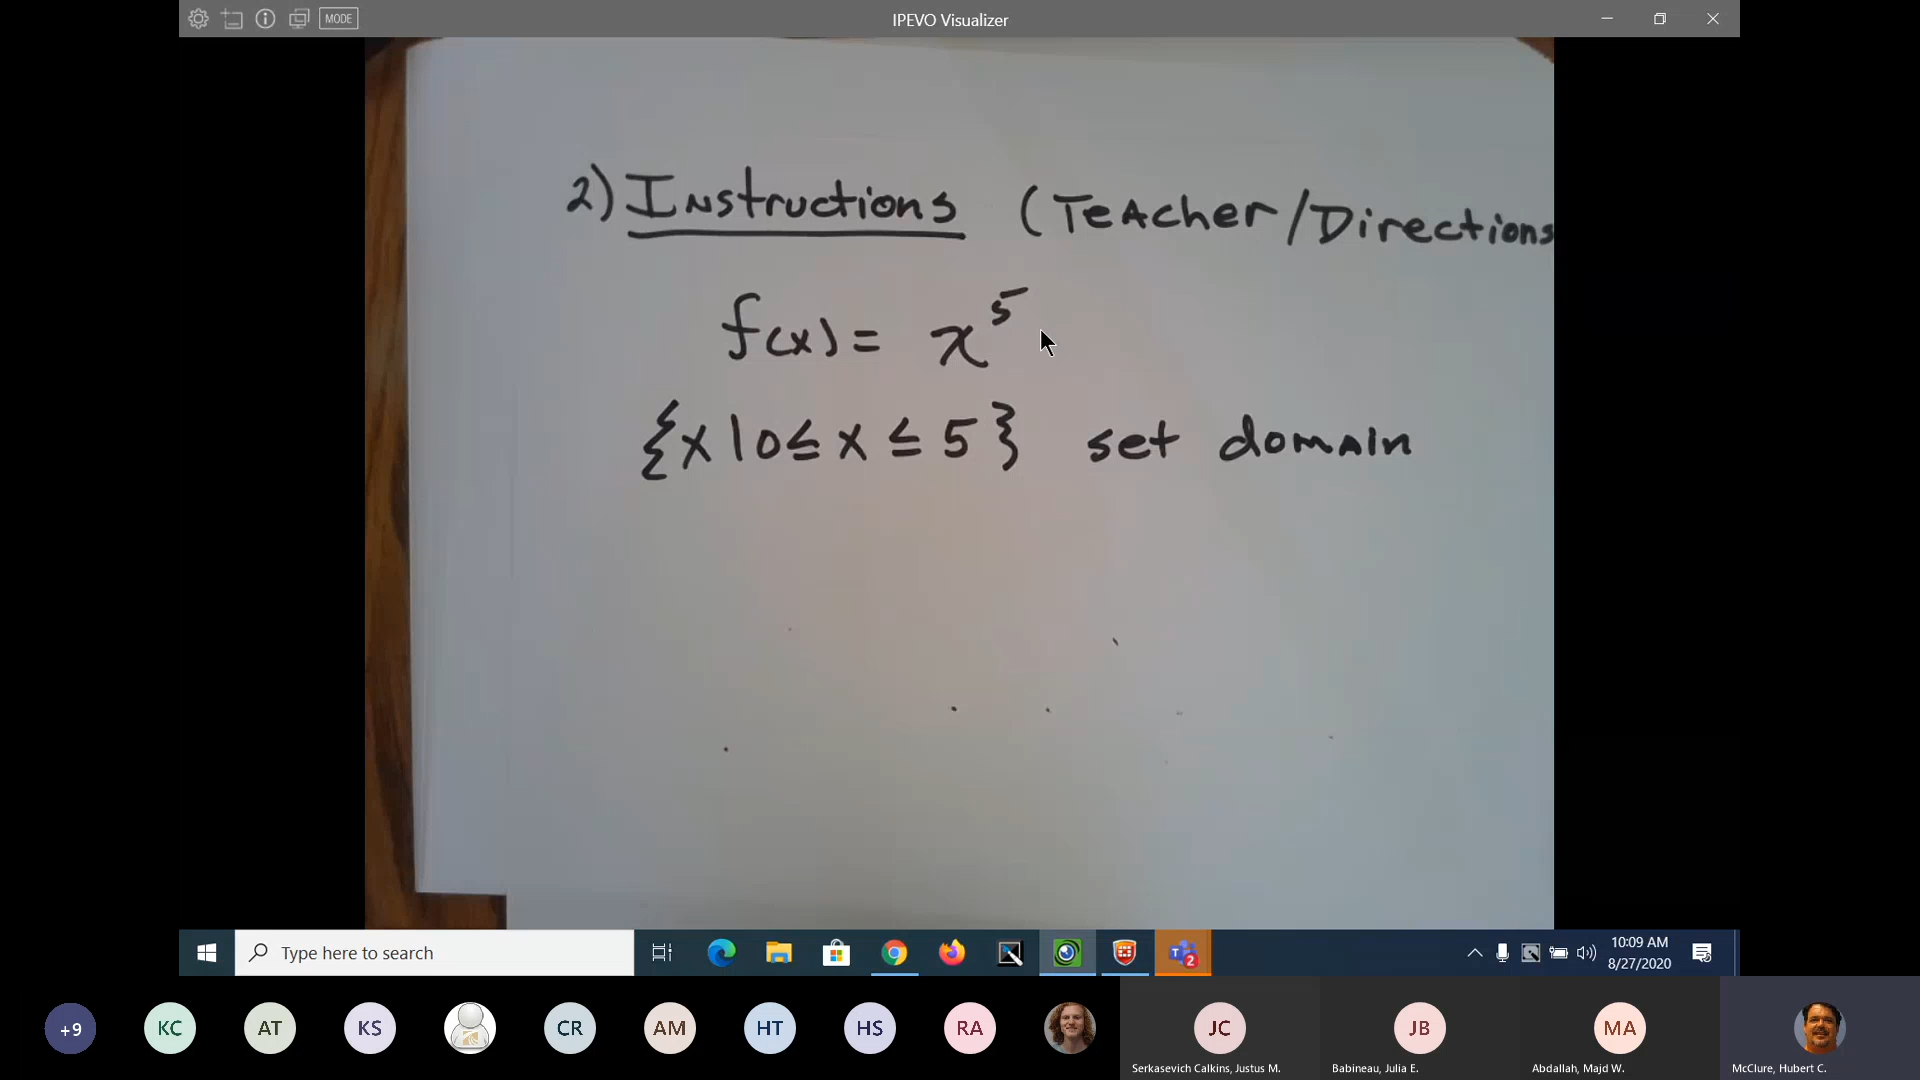 MODE
IPEVO Visualizer
2) Instructions (Teacher/Directions
f(x) = x⁵
{x | 0 ≤ x ≤ 5} set domain
Type here to search
2
10:09 AM
8/27/2020
+9
KC
AT
KS
CR
AM
HT
HS
RA
JC
JB
MA
Serkasevich Calkins, Justus M.
Babineau, Julia E.
Abdallah, Majd W.
McClure, Hubert C.